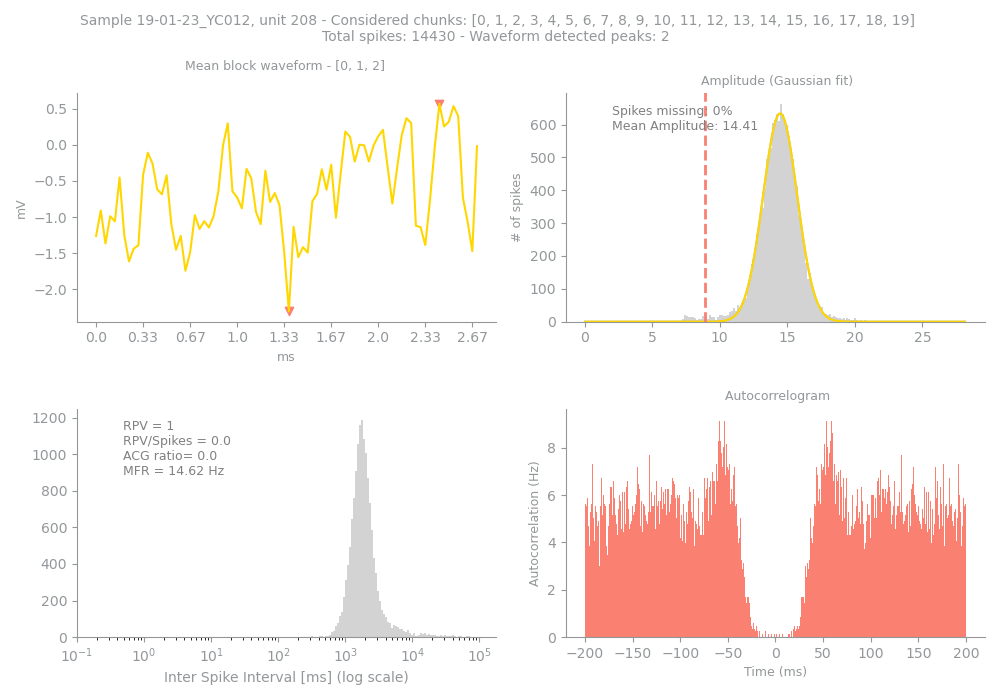 Sample 19-01-23_YC012, unit 208 - Considered chunks: [0, 1, 2, 3, 4, 5, 6, 7, 8, 9, 10, 11, 12, 13, 14, 15, 16, 17, 18, 19]
Total spikes: 14430 - Waveform detected peaks: 2
Mean block waveform - [0, 1, 2]
mV
0.5
0.0
−0.5
−1.0
−1.5
−2.0
0.0 0.33 0.67 1.0 1.33 1.67 2.0 2.33 2.67
ms
Amplitude (Gaussian fit)
Spikes missing: 0%
Mean Amplitude: 14.41
# of spikes
600
500
400
300
200
100
0
0 5 10 15 20 25
RPV = 1
RPV/Spikes = 0.0
ACG ratio= 0.0
MFR = 14.62 Hz
1200
1000
800
600
400
200
0
10⁻¹ 10⁰ 10¹ 10² 10³ 10⁴ 10⁵
Inter Spike Interval [ms] (log scale)
Autocorrelogram
Autocorrelation (Hz)
8
6
4
2
0
−200 −150 −100 −50 0 50 100 150 200
Time (ms)